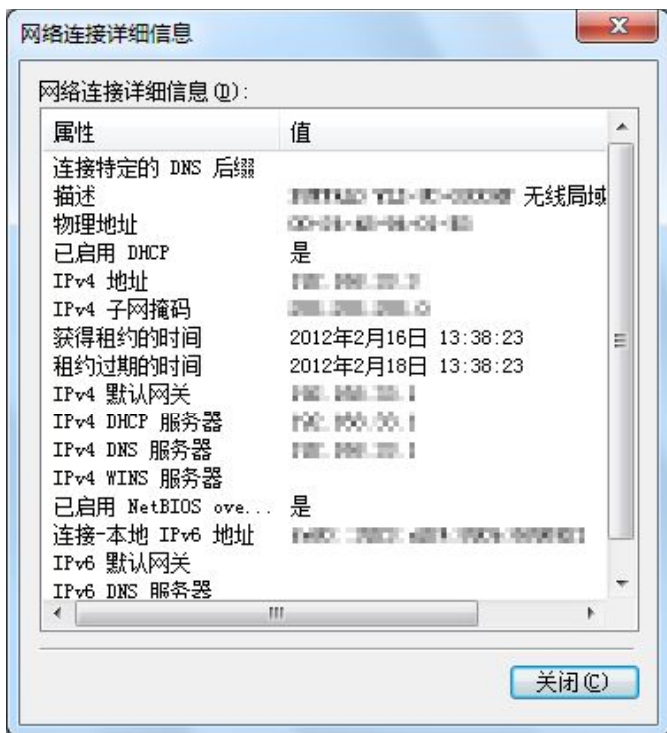 网络连接详细信息
网络连接详细信息(D):
属性 值
连接特定的 DNS 后缀
描述 无线局域
物理地址
已启用 DHCP 是
IPv4 地址
IPv4 子网掩码
获得租约的时间 2012年2月16日 13:38:23
租约过期的时间 2012年2月18日 13:38:23
IPv4 默认网关
IPv4 DHCP 服务器
IPv4 DNS 服务器
IPv4 WINS 服务器
已启用 NetBIOS ove... 是
连接-本地 IPv6 地址
IPv6 默认网关
IPv6 DNS 服务器
关闭(C)